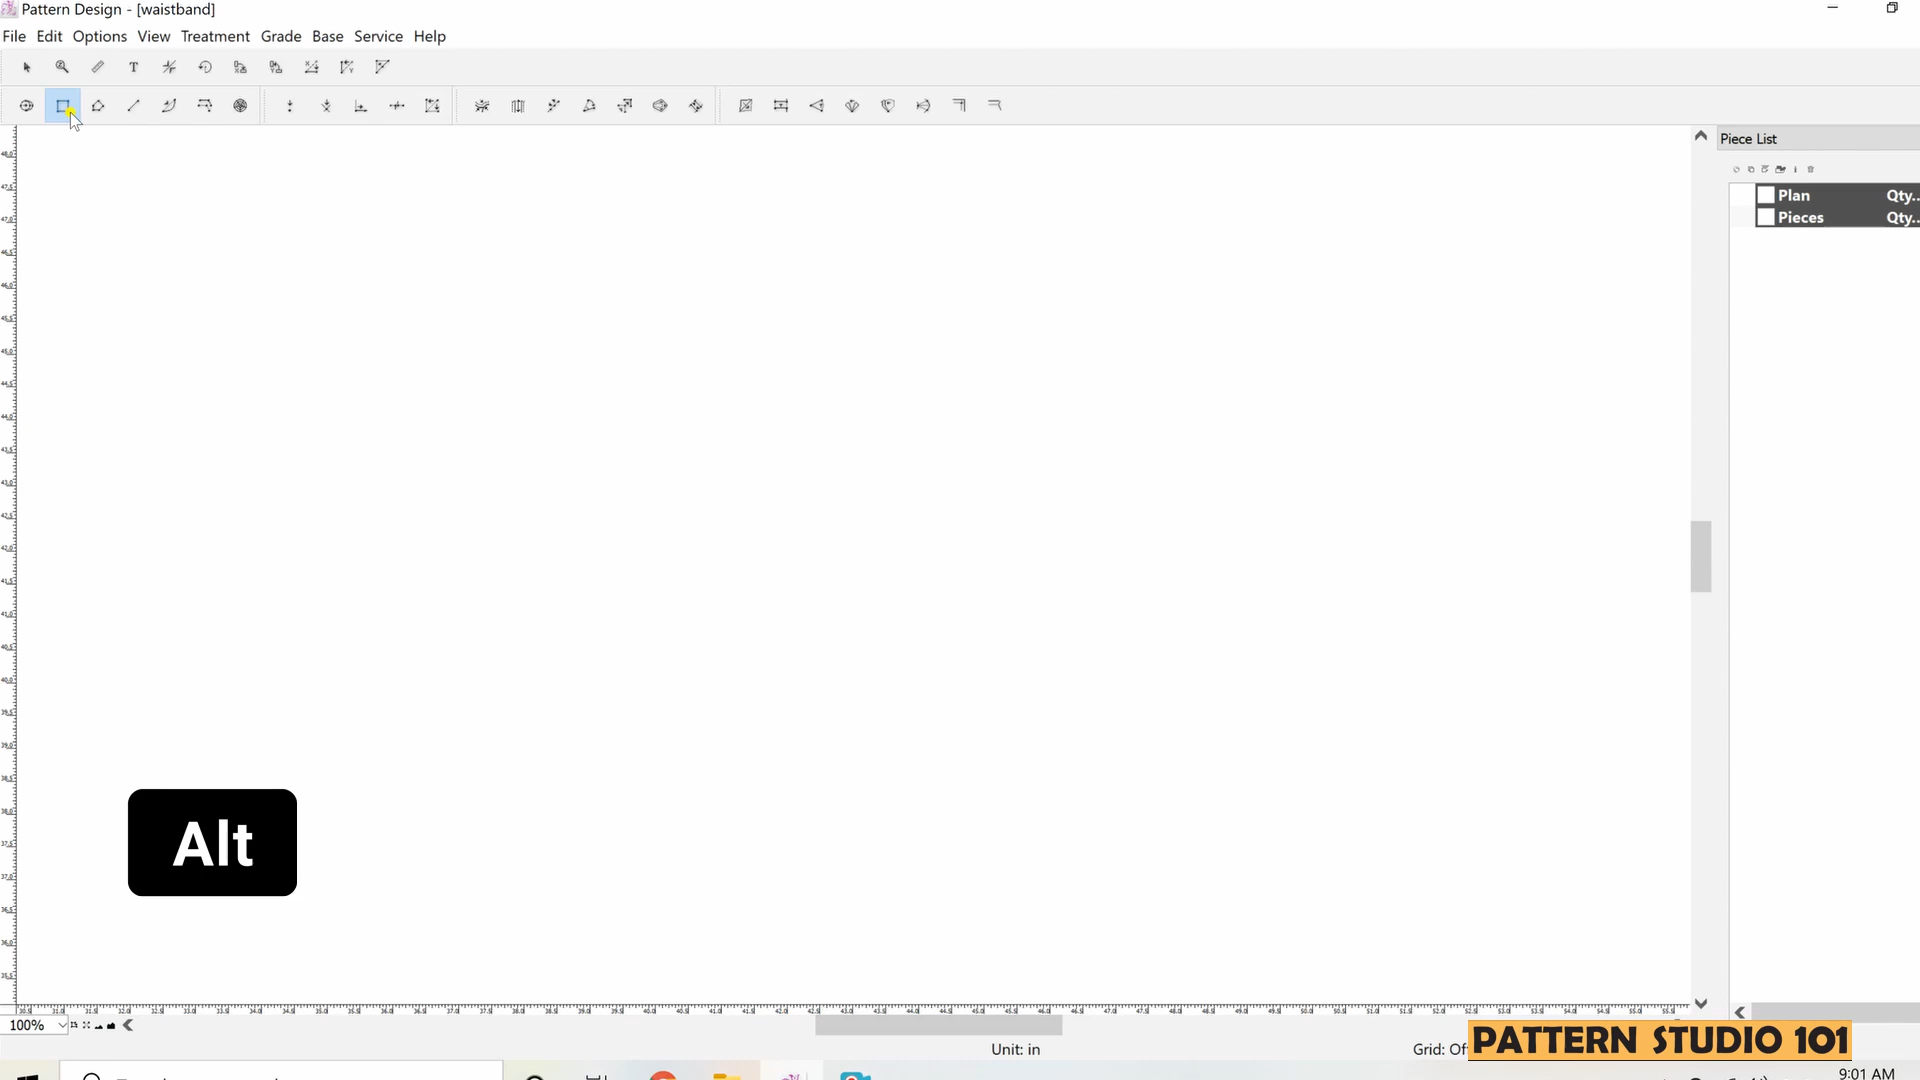 Pattern Design - [waistband]
File Edit Options View Treatment Grade Base Service Help
Piece List
Plan Qty..
Pieces Qty..
Alt
100%
Unit: in
Grid: Of
PATTERN STUDIO 101
9:01 AM